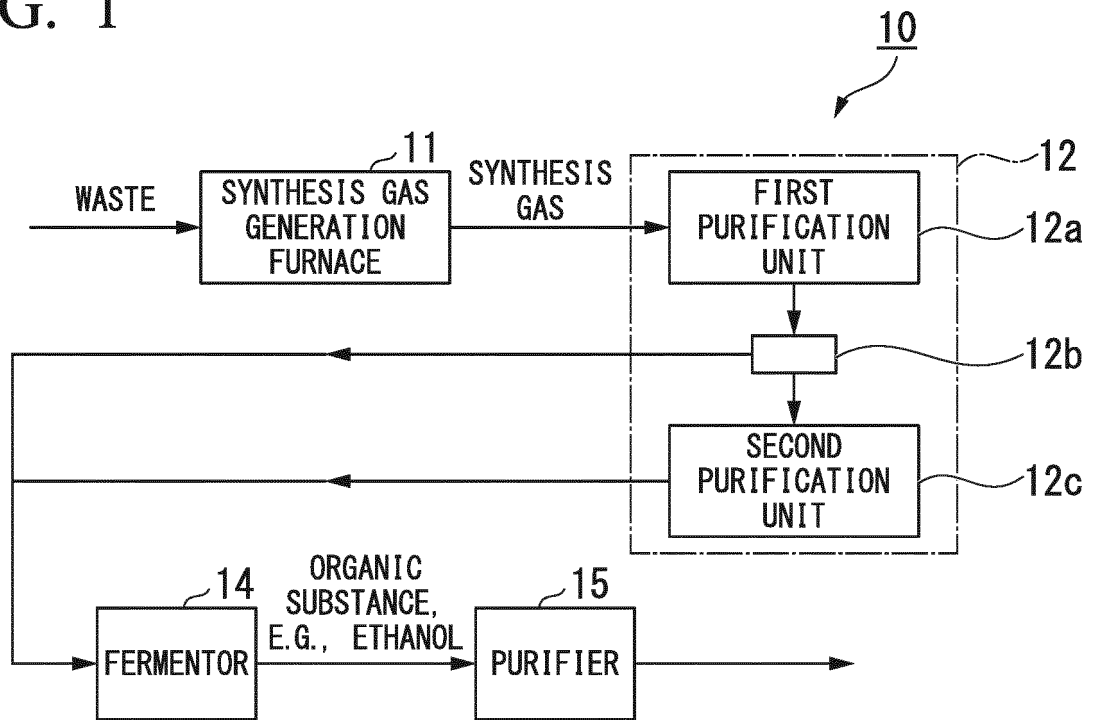 G. 1
10
11
12
WASTE
SYNTHESIS GAS
GENERATION
FURNACE
SYNTHESIS
GAS
FIRST
PURIFICATION
UNIT
12a
12b
SECOND
PURIFICATION
UNIT
12c
14
ORGANIC
SUBSTANCE,
E.G., ETHANOL
15
FERMENTOR
PURIFIER